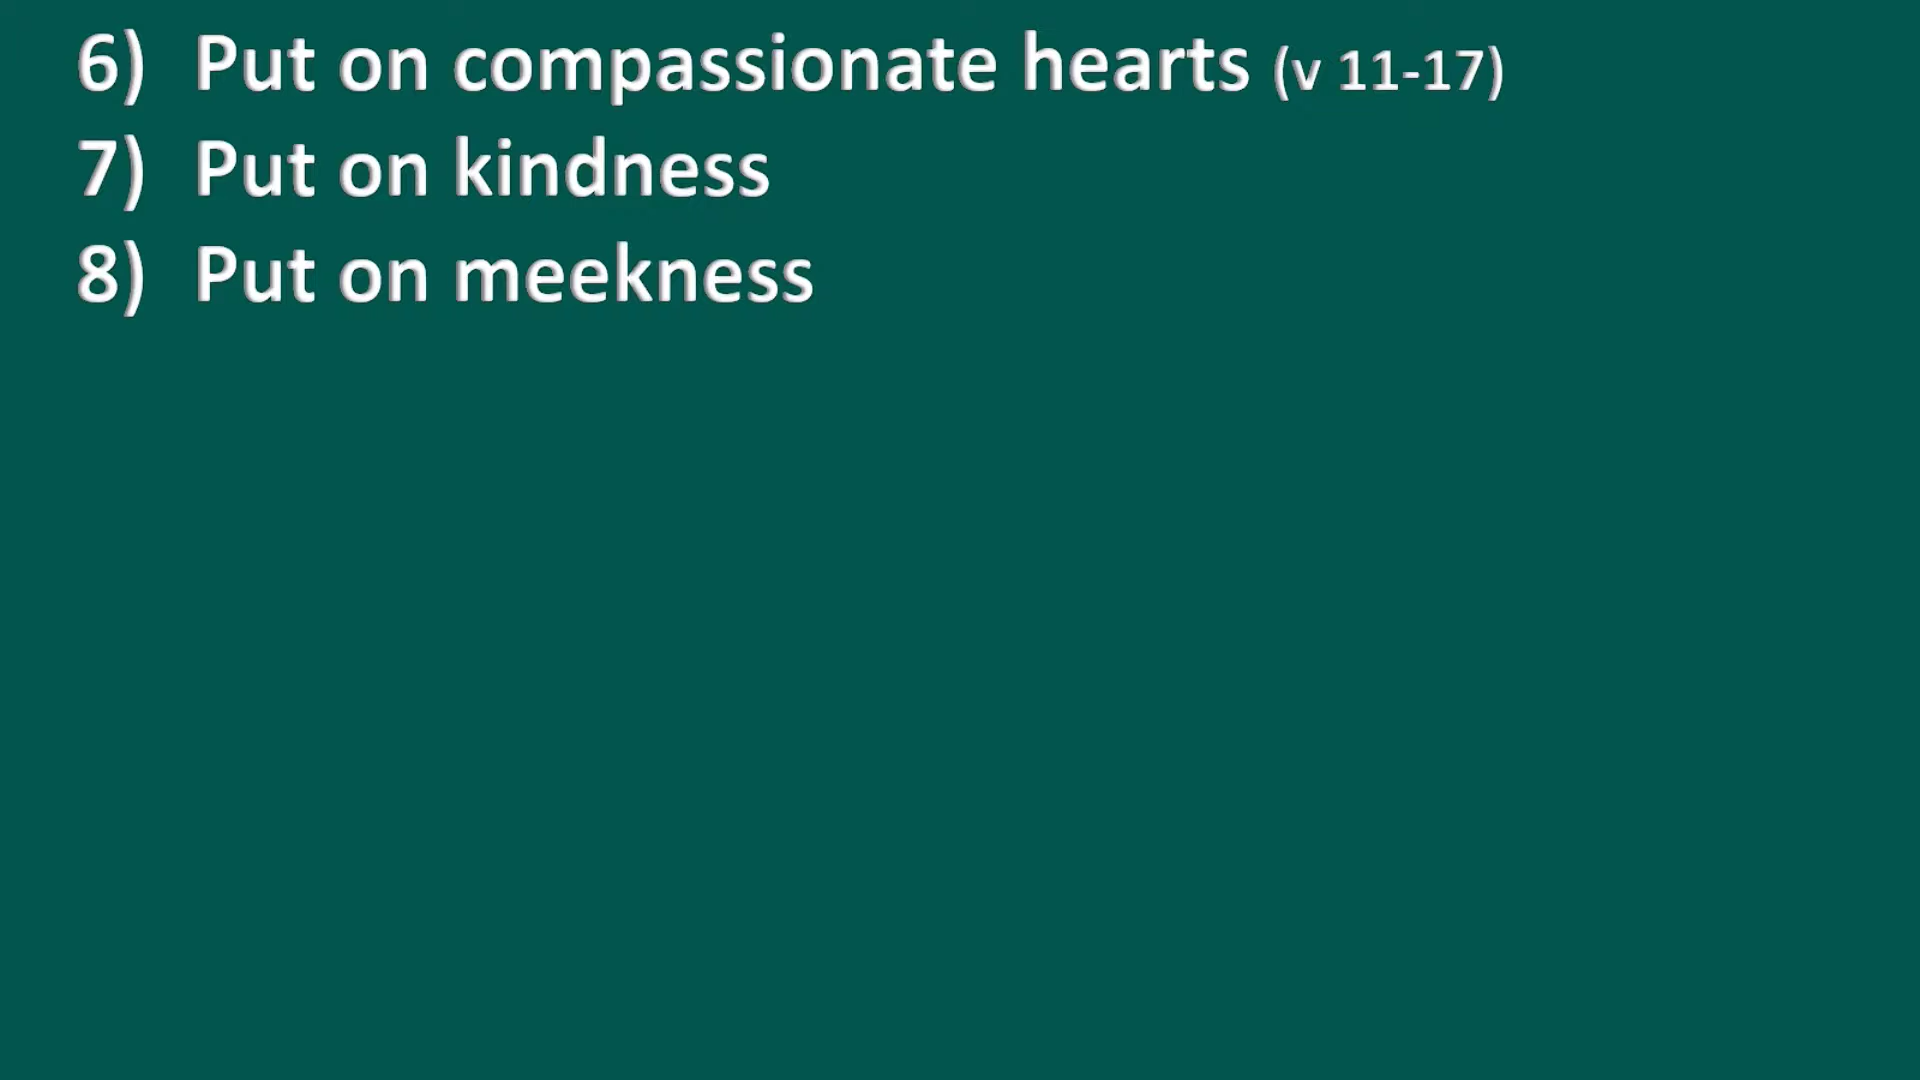 6) Put on compassionate hearts (v 11-17)
7) Put on kindness
8) Put on meekness